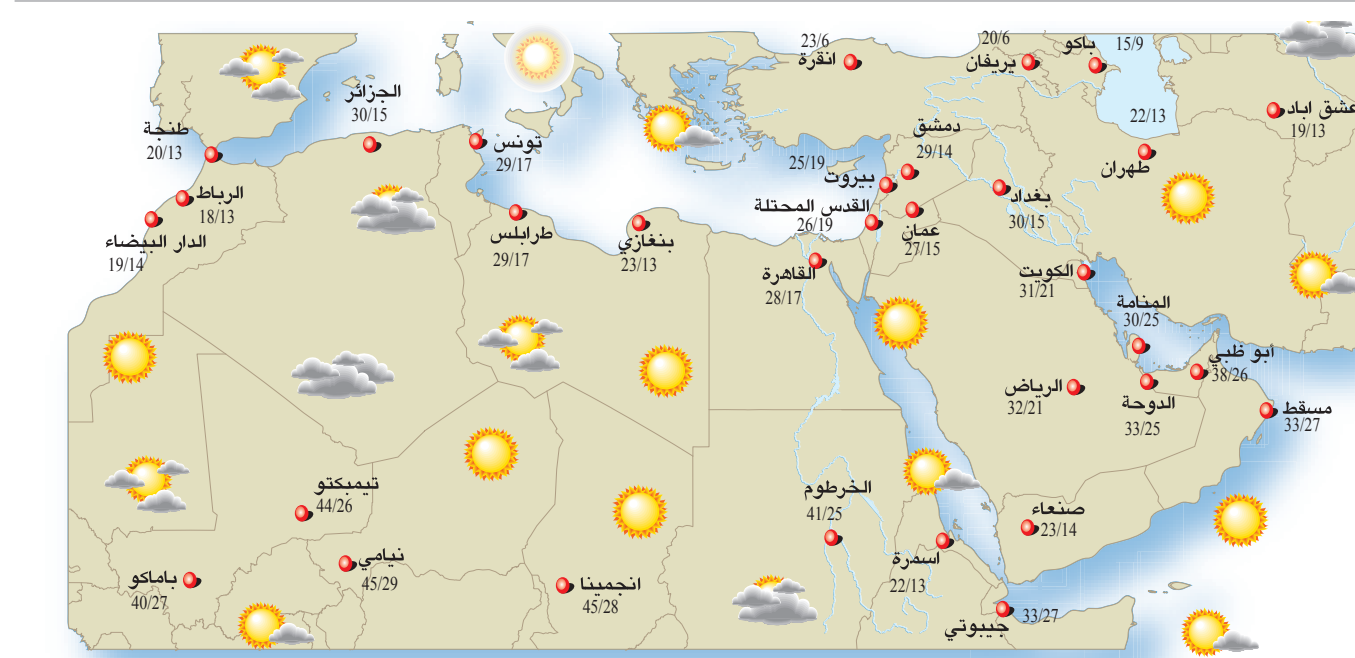 23/6
انقرة
20/6
يريفان
باكو
15/9
عشق اباد
19/13
22/13
طهران
الجزائر
30/15
طنجة
20/13
تونس
29/17
دمشق
29/14
25/19
بيروت
الرباط
18/13
الدار البيضاء
19/14
طرابلس
29/17
بنغازي
23/13
القدس المحتلة
26/19
عمان
27/15
بغداد
30/15
القاهرة
28/17
الكويت
31/21
المنامة
30/25
أبو ظبي
38/26
الرياض
32/21
الدوحة
33/25
مسقط
33/27
تيمبكتو
44/26
الخرطوم
41/25
صنعاء
23/14
اسمرة
22/13
نيامي
45/29
باماكو
40/27
انجمينا
45/28
33/27
جيبوتي